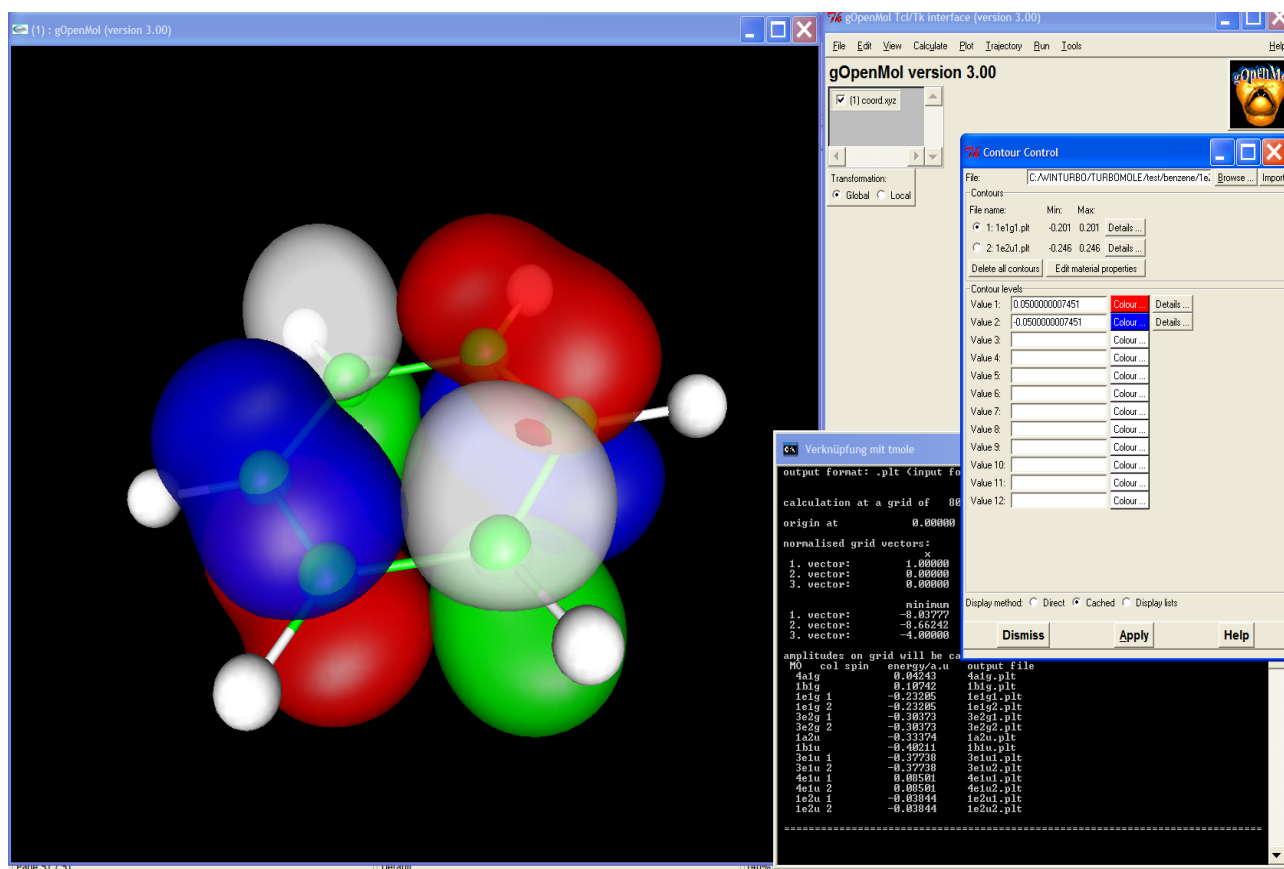 (1) : gOpenMol (version 3.00)
gOpenMol Tcl/Tk interface (version 3.00)
File Edit View Calculate Plot Trajectory Run Tools Help
gOpenMol version 3.00
(1) coord.xyz
Transformation:
Global Local
Contour Control
File: C:/WINTURBO/TURBOMOLE/test/benzene/1e2 Browse ... Import
Contours
File name: Min: Max:
1: 1e1g1.plt -0.201 0.201 Details ...
2: 1e2u1.plt -0.246 0.246 Details ...
Delete all contours Edit material properties
Contour levels
Value 1: 0.0500000007451 Colour ... Details ...
Value 2: -0.0500000007451 Colour ... Details ...
Value 3: Colour ...
Value 4: Colour ...
Value 5: Colour ...
Value 6: Colour ...
Value 7: Colour ...
Value 8: Colour ...
Value 9: Colour ...
Value 10: Colour ...
Value 11: Colour ...
Value 12: Colour ...
Display method: Direct Cached Display lists
Dismiss Apply Help
Verknüpfung mit tmole
output format: .plt (input fo
calculation at a grid of 80
origin at 0.00000
normalised grid vectors:
x
1. vector: 1.00000
2. vector: 0.00000
3. vector: 0.00000
minimum
1. vector: -8.03777
2. vector: -8.66242
3. vector: -4.00000
amplitudes on grid will be ca
MO col spin energy/a.u output file
4a1g 0.04243 4a1g.plt
1b1g 0.10742 1b1g.plt
1e1g 1 -0.23205 1e1g1.plt
1e1g 2 -0.23205 1e1g2.plt
3e2g 1 -0.30373 3e2g1.plt
3e2g 2 -0.30373 3e2g2.plt
1a2u -0.33374 1a2u.plt
1b1u -0.40211 1b1u.plt
3e1u 1 -0.37738 3e1u1.plt
3e1u 2 -0.37738 3e1u2.plt
4e1u 1 0.08501 4e1u1.plt
4e1u 2 0.08501 4e1u2.plt
1e2u 1 -0.03844 1e2u1.plt
1e2u 2 -0.03844 1e2u2.plt